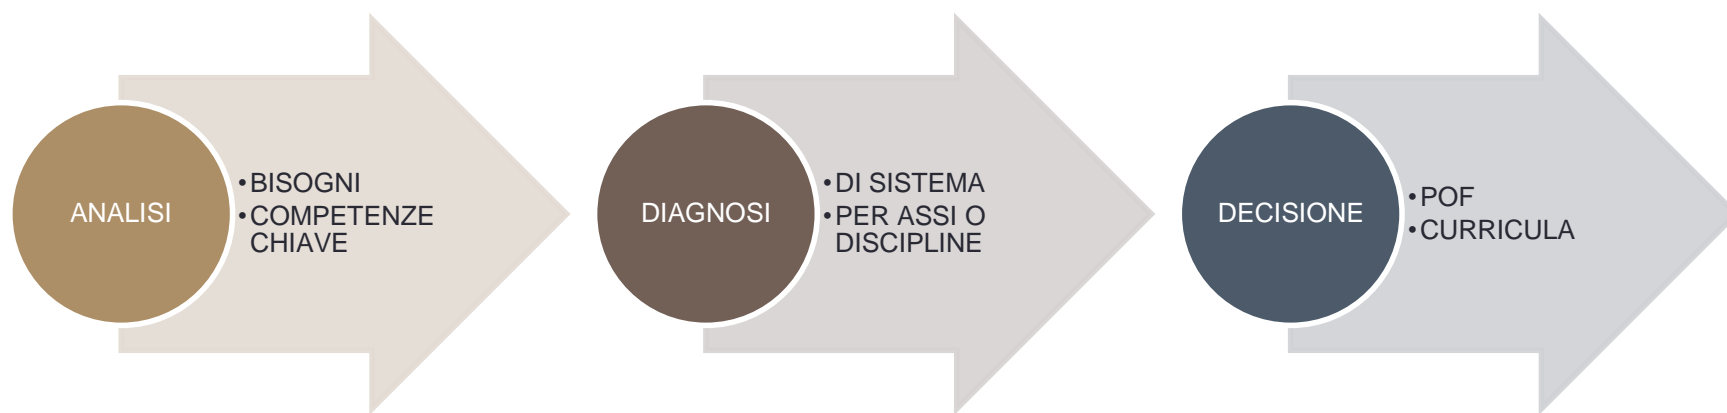 ANALISI
•BISOGNI
•COMPETENZE
CHIAVE
DIAGNOSI
•DI SISTEMA
•PER ASSI O
DISCIPLINE
DECISIONE
•POF
•CURRICULA